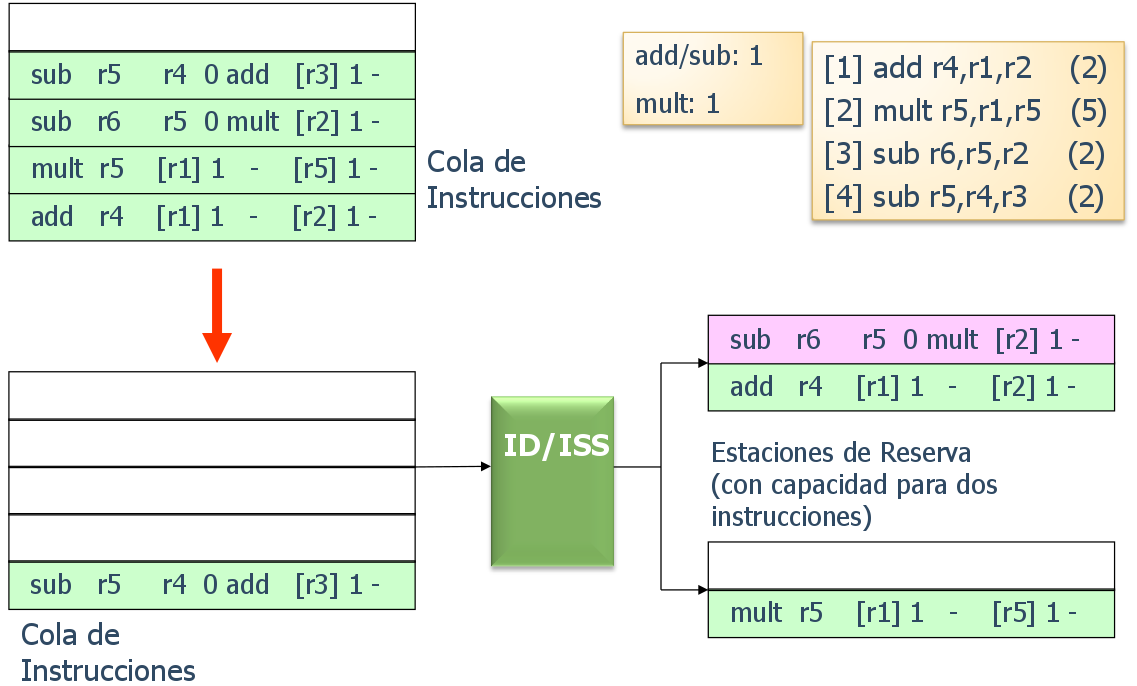 sub r5 r4 0 add [r3] 1 -
sub r6 r5 0 mult [r2] 1 -
mult r5 [r1] 1 - [r5] 1 -
add r4 [r1] 1 - [r2] 1 -
Cola de
Instrucciones
add/sub: 1
mult: 1
[1] add r4,r1,r2 (2)
[2] mult r5,r1,r5 (5)
[3] sub r6,r5,r2 (2)
[4] sub r5,r4,r3 (2)
sub r5 r4 0 add [r3] 1 -
Cola de
Instrucciones
ID/ISS
sub r6 r5 0 mult [r2] 1 -
add r4 [r1] 1 - [r2] 1 -
Estaciones de Reserva
(con capacidad para dos
instrucciones)
mult r5 [r1] 1 - [r5] 1 -